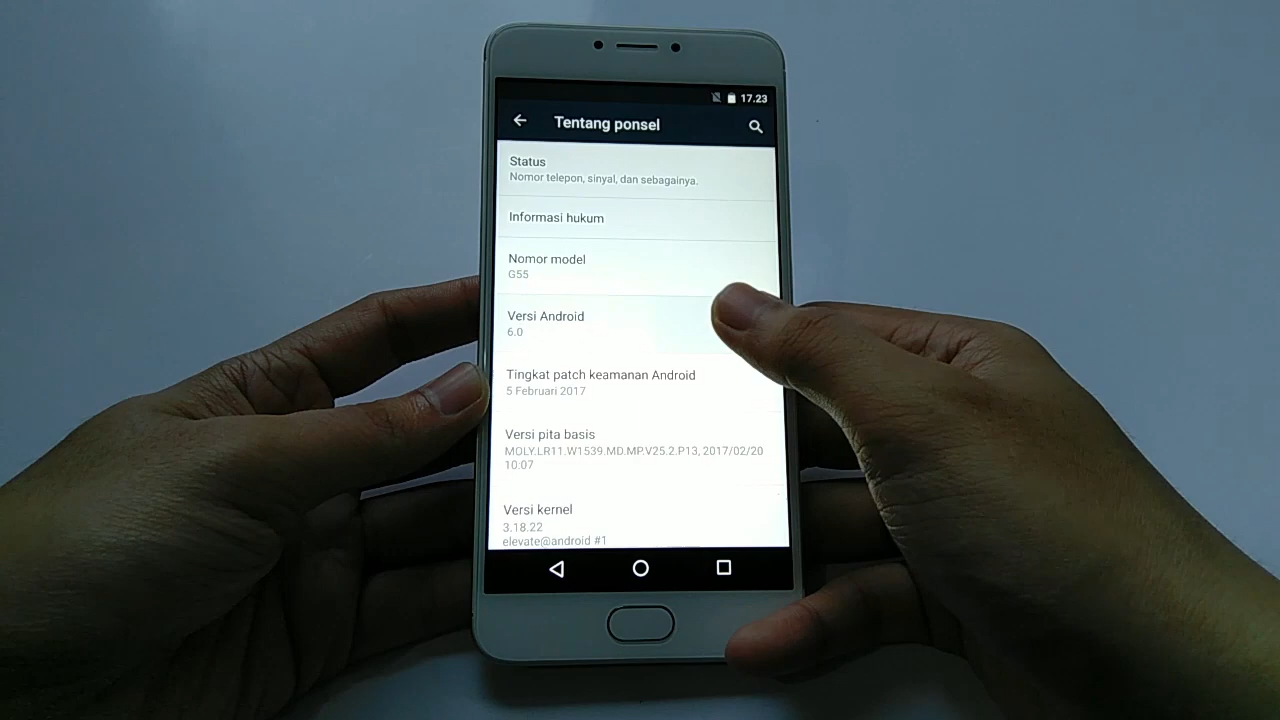 17.23
Tentang ponsel
Status
Nomor telepon, sinyal, dan sebagainya.
Informasi hukum
Nomor model
G55
Versi Android
6.0
Tingkat patch keamanan Android
5 Februari 2017
Versi pita basis
MOLY.LR11.W1539.MD.MP.V25.2.P13, 2017/02/20
10:07
Versi kernel
3.18.22
elevate@android #1